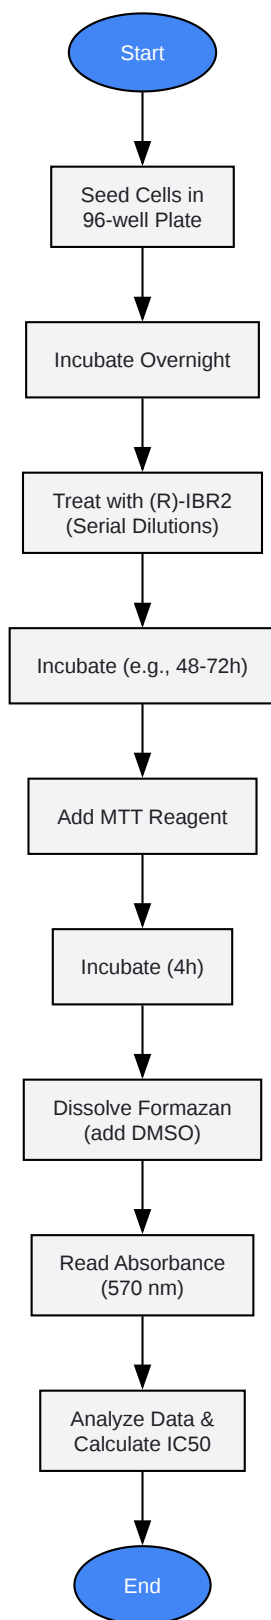 Start
Seed Cells in
96-well Plate
Incubate Overnight
Treat with (R)-IBR2
(Serial Dilutions)
Incubate (e.g., 48-72h)
Add MTT Reagent
Incubate (4h)
Dissolve Formazan
(add DMSO)
Read Absorbance
(570 nm)
Analyze Data &
Calculate IC50
End